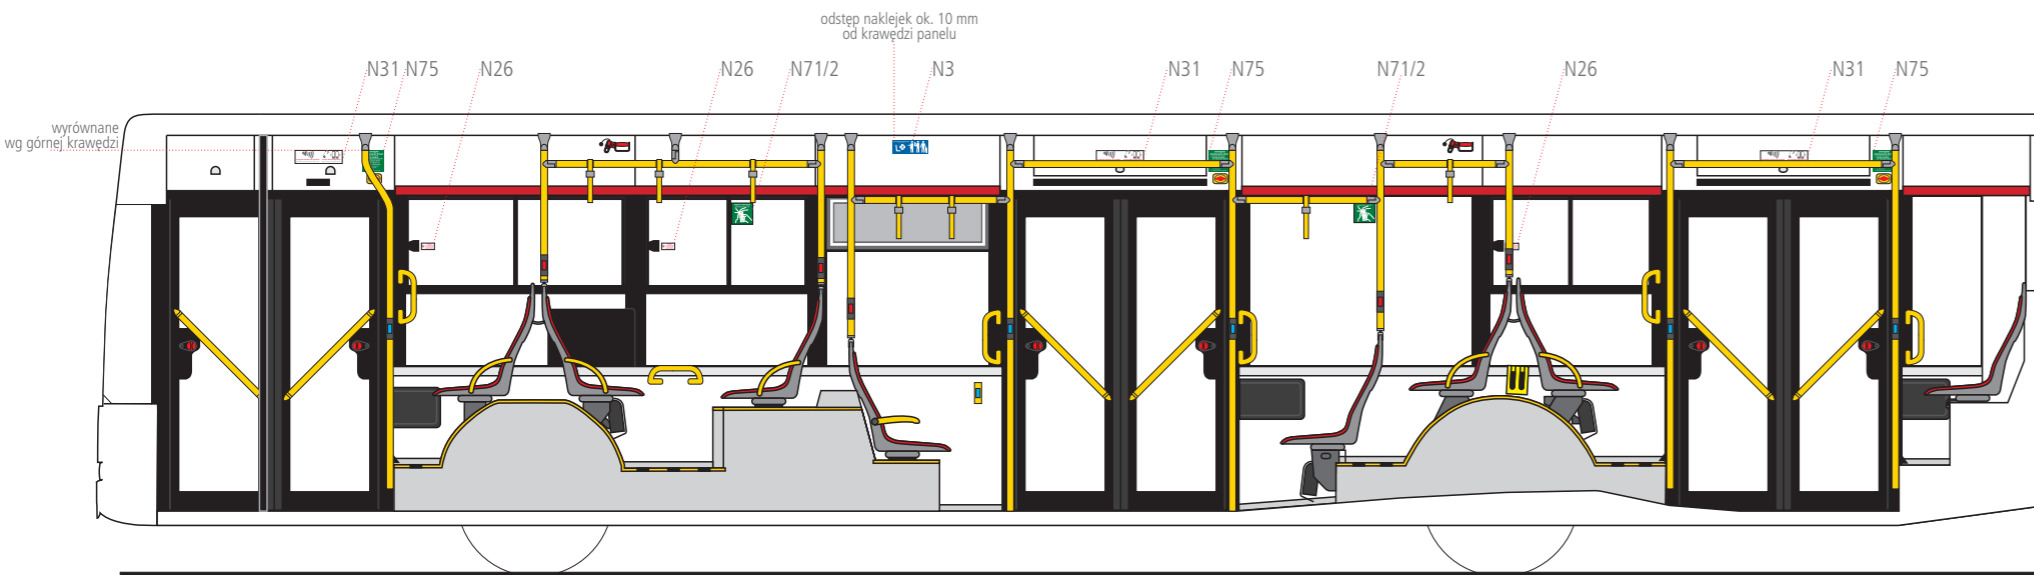 odstęp naklejek ok. 10 mm
od krawędzi panelu
N31 N75 N26 N26 N71/2 N3 N31 N75 N71/2 N26 N31 N75
wyrównane
wg górnej krawędzi